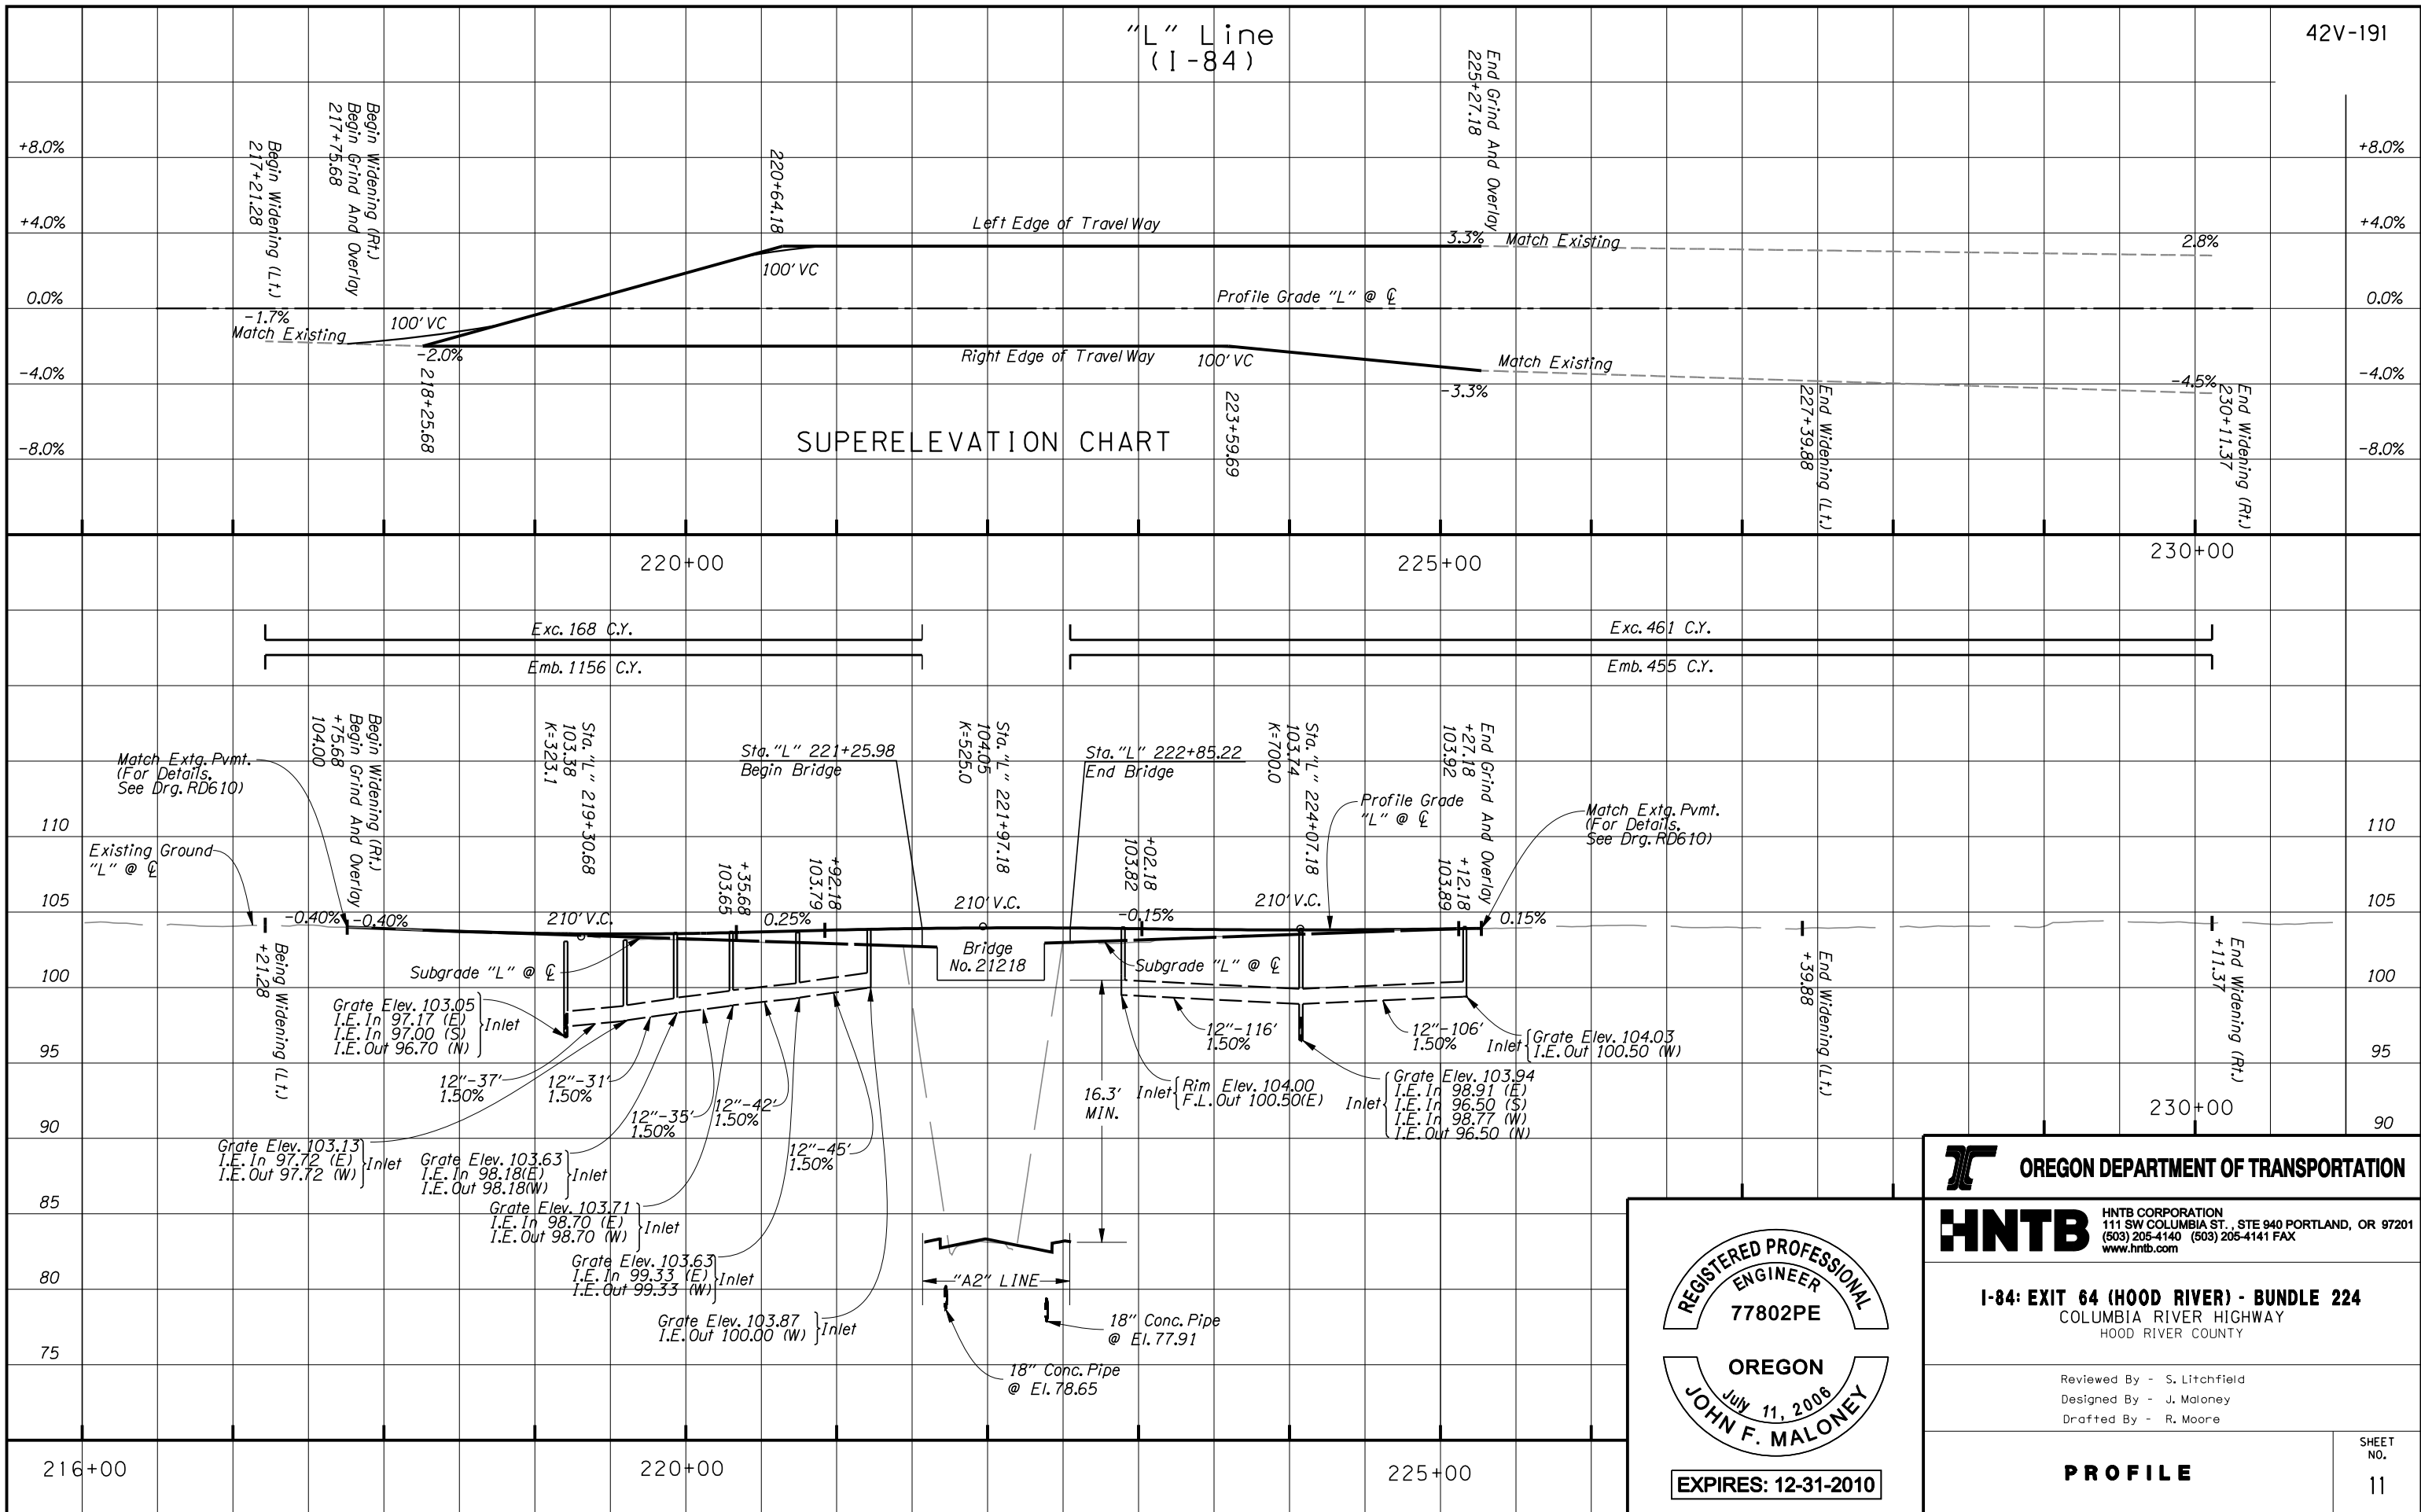 "L" Line
(I-84)
42V-191
+8.0%
+4.0%
0.0%
-4.0%
-8.0%
+8.0%
+4.0%
0.0%
-4.0%
-8.0%
Begin Widening (Lt.)
217+21.28
Begin Widening (Rt.)
Begin Grind And Overlay
217+75.68
220+64.18
End Grind And Overlay
225+27.18
Left Edge of Travel Way
3.3%
Match Existing
2.8%
100' VC
Profile Grade "L" @ ℄
-1.7%
Match Existing
100' VC
-2.0%
218+25.68
Right Edge of Travel Way
100' VC
223+59.69
Match Existing
-3.3%
-4.5%
End Widening (Lt.)
227+39.88
End Widening (Rt.)
230+11.37
SUPERELEVATION CHART
220+00
225+00
230+00
Exc. 168 C.Y.
Emb. 1156 C.Y.
Exc. 461 C.Y.
Emb. 455 C.Y.
Match Extg. Pvmt.
(For Details,
See Drg. RD610)
Begin Widening (Rt.)
Begin Grind And Overlay
+75.68
104.00
Sta. "L" 219+30.68
103.38
K=323.1
Sta. "L" 221+25.98
Begin Bridge
Sta. "L" 221+97.18
104.05
K=525.0
Sta. "L" 222+85.22
End Bridge
Sta. "L" 224+07.18
103.74
K=700.0
Profile Grade
"L" @ ℄
End Grind And Overlay
+27.18
103.92
Match Extg. Pvmt.
(For Details,
See Drg. RD610)
110
105
100
95
90
85
80
75
110
105
100
95
90
Existing Ground
"L" @ ℄
-0.40%
-0.40%
210' V.C.
+35.68
103.65
0.25%
+92.18
103.79
210' V.C.
+02.18
103.82
-0.15%
210' V.C.
+12.18
103.89
0.15%
Being Widening (Lt.)
+21.28
Subgrade "L" @ ℄
Bridge
No. 21218
Subgrade "L" @ ℄
End Widening (Lt.)
+39.88
End Widening (Rt.)
+11.37
Grate Elev. 103.05
I.E. In 97.17 (E)
I.E. In 97.00 (S)
I.E. Out 96.70 (N)
Inlet
12"-37'
1.50%
12"-31'
1.50%
12"-35'
1.50%
12"-42'
1.50%
12"-45'
1.50%
Grate Elev. 103.13
I.E. In 97.72 (E)
I.E. Out 97.72 (W)
Inlet
Grate Elev. 103.63
I.E. In 98.18(E)
I.E. Out 98.18(W)
Inlet
Grate Elev. 103.71
I.E. In 98.70 (E)
I.E. Out 98.70 (W)
Inlet
Grate Elev. 103.63
I.E. In 99.33 (E)
I.E. Out 99.33 (W)
Inlet
Grate Elev. 103.87
I.E. Out 100.00 (W)
Inlet
16.3'
MIN.
12"-116'
1.50%
Inlet
Rim Elev. 104.00
F.L. Out 100.50(E)
12"-106'
1.50%
Inlet
Grate Elev. 104.03
I.E. Out 100.50 (W)
Inlet
Grate Elev. 103.94
I.E. In 98.91 (E)
I.E. In 96.50 (S)
I.E. In 98.77 (W)
I.E. Out 96.50 (N)
"A2" LINE
18" Conc. Pipe
@ El. 77.91
18" Conc. Pipe
@ El. 78.65
230+00
216+00
220+00
225+00
REGISTERED PROFESSIONAL
ENGINEER
77802PE
OREGON
July 11, 2006
JOHN F. MALONEY
EXPIRES: 12-31-2010
OREGON DEPARTMENT OF TRANSPORTATION
HNTB
HNTB CORPORATION
111 SW COLUMBIA ST. , STE 940 PORTLAND, OR 97201
(503) 205-4140 (503) 205-4141 FAX
www.hntb.com
I-84: EXIT 64 (HOOD RIVER) - BUNDLE 224
COLUMBIA RIVER HIGHWAY
HOOD RIVER COUNTY
Reviewed By - S. Litchfield
Designed By - J. Maloney
Drafted By - R. Moore
PROFILE
SHEET
NO.
11